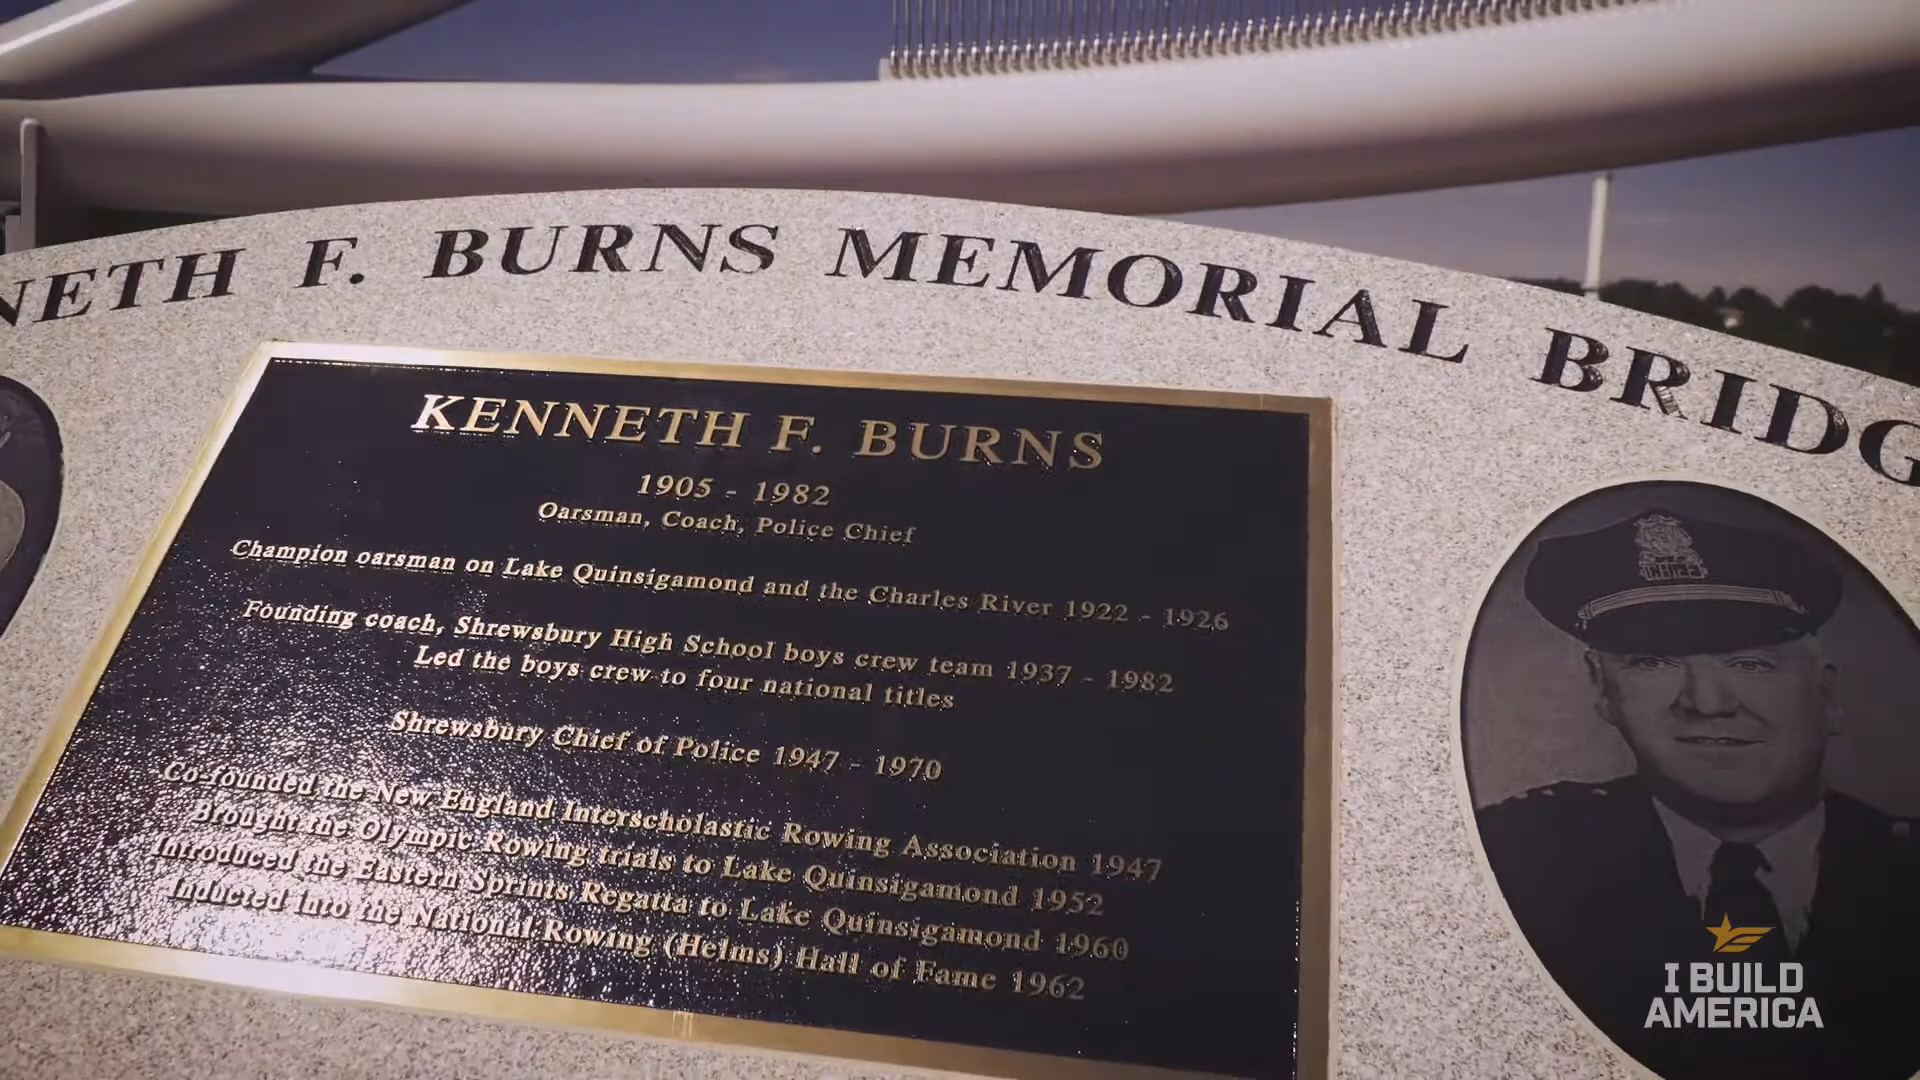 NETH F. BURNS MEMORIAL BRIDG
KENNETH F. BURNS
1905 - 1982
Oarsman, Coach, Police Chief
Champion oarsman on Lake Quinsigamond and the Charles River 1922 - 1926
Founding coach, Shrewsbury High School boys crew team 1937 - 1982
Led the boys crew to four national titles
Shrewsbury Chief of Police 1947 - 1970
Co-founded the New England Interscholastic Rowing Association 1947
Brought the Olympic Rowing trials to Lake Quinsigamond 1952
Introduced the Eastern Sprints Regatta to Lake Quinsigamond 1960
Inducted into the National Rowing (Helms) Hall of Fame 1962
I BUILD
AMERICA